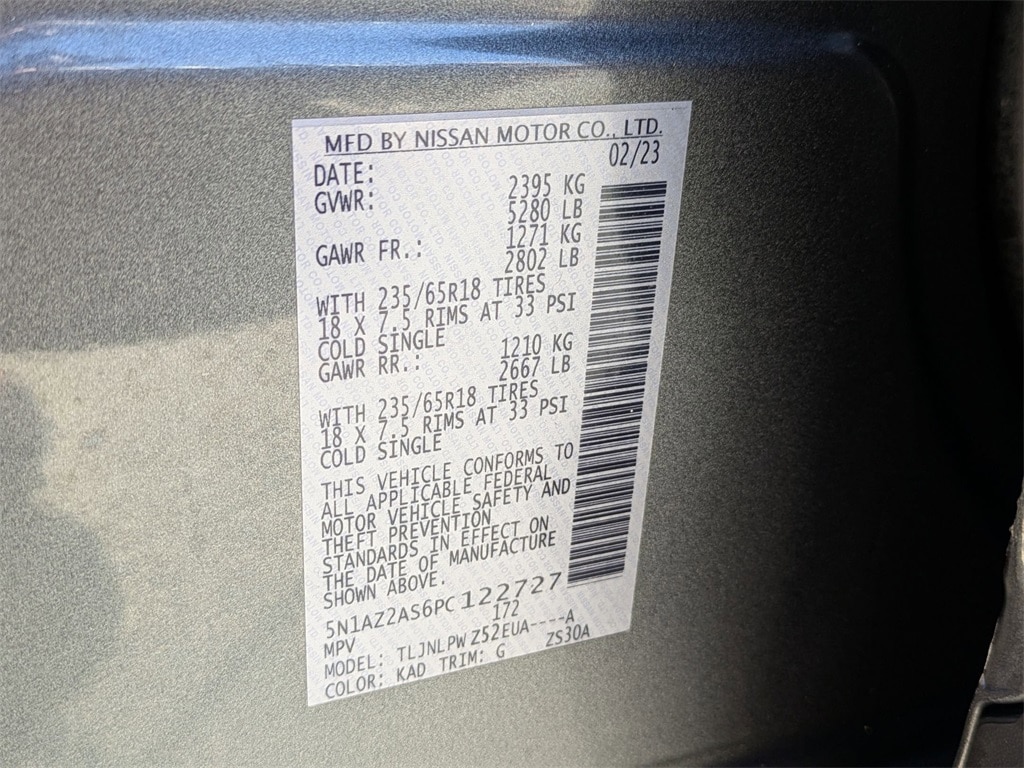 MFD BY NISSAN MOTOR CO., LTD.
DATE: 02/23
GVWR: 2395 KG
5280 LB
GAWR FR.: 1271 KG
2802 LB
WITH 235/65R18 TIRES
18 X 7.5 RIMS AT 33 PSI
COLD SINGLE
GAWR RR.: 1210 KG
2667 LB
WITH 235/65R18 TIRES
18 X 7.5 RIMS AT 33 PSI
COLD SINGLE
THIS VEHICLE CONFORMS TO
ALL APPLICABLE FEDERAL
MOTOR VEHICLE SAFETY AND
THEFT PREVENTION
STANDARDS IN EFFECT ON
THE DATE OF MANUFACTURE
SHOWN ABOVE.
5N1AZ2AS6PC122727
MPV 172
MODEL: TLJNLPWZ52EUA----A
COLOR: KAD TRIM: G ZS30A